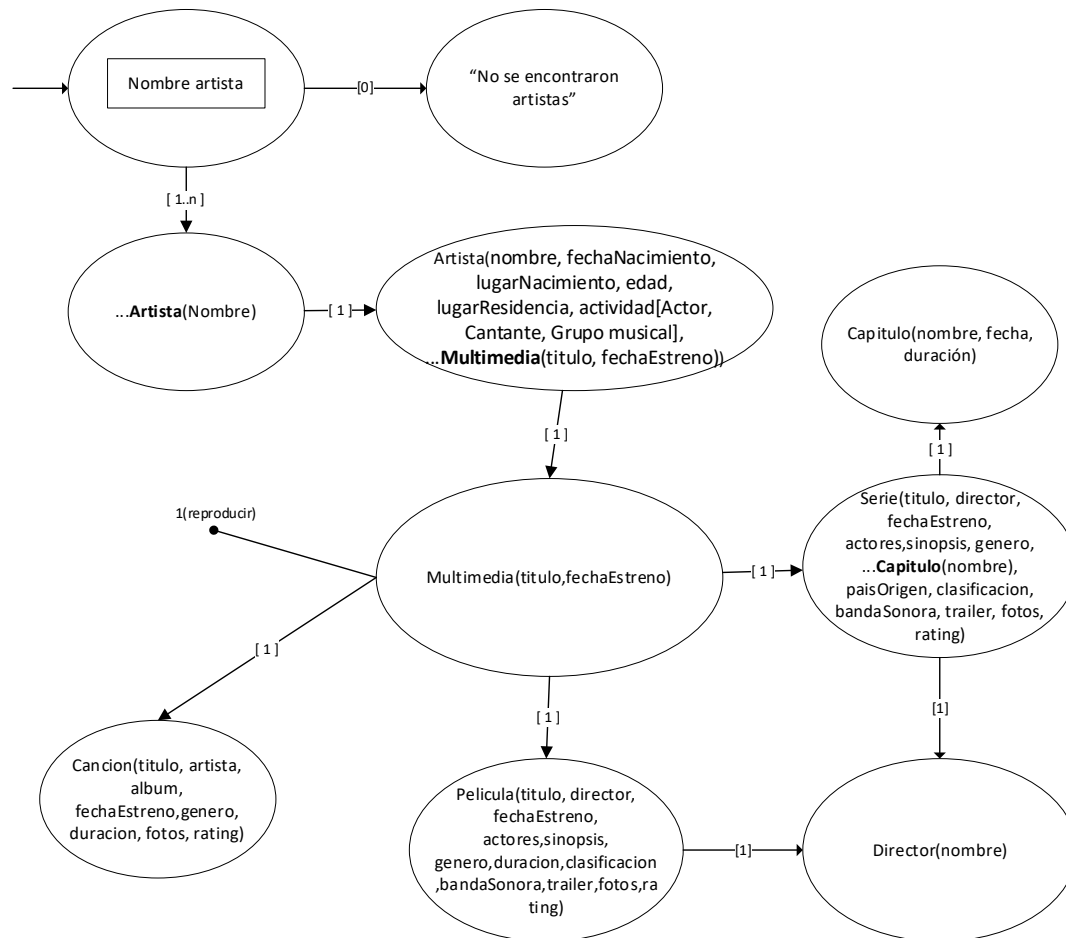 Nombre artista
[0]
“No se encontraron
artistas”
[ 1..n ]
...Artista(Nombre)
[ 1 ]
Artista(nombre, fechaNacimiento,
lugarNacimiento, edad,
lugarResidencia, actividad[Actor,
Cantante, Grupo musical],
...Multimedia(titulo, fechaEstreno))
Capitulo(nombre, fecha,
duración)
[ 1 ]
[ 1 ]
1(reproducir)
Multimedia(titulo,fechaEstreno)
[ 1 ]
Serie(titulo, director,
fechaEstreno,
actores,sinopsis, genero,
...Capitulo(nombre),
paisOrigen, clasificacion,
bandaSonora, trailer, fotos,
rating)
[ 1 ]
[ 1 ]
[1]
Cancion(titulo, artista,
album,
fechaEstreno,genero,
duracion, fotos, rating)
Pelicula(titulo, director,
fechaEstreno,
actores,sinopsis,
genero,duracion,clasificacion
,bandaSonora,trailer,fotos,ra
ting)
[1]
Director(nombre)